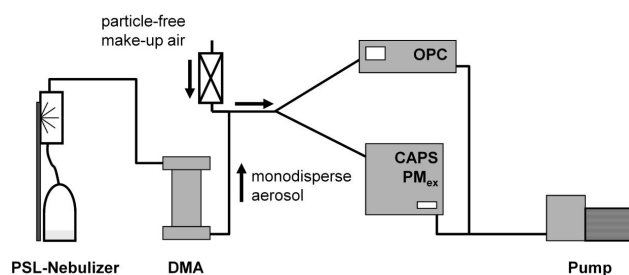 particle-free
make-up air
OPC
CAPS
PMex
monodisperse
aerosol
PSL-Nebulizer
DMA
Pump